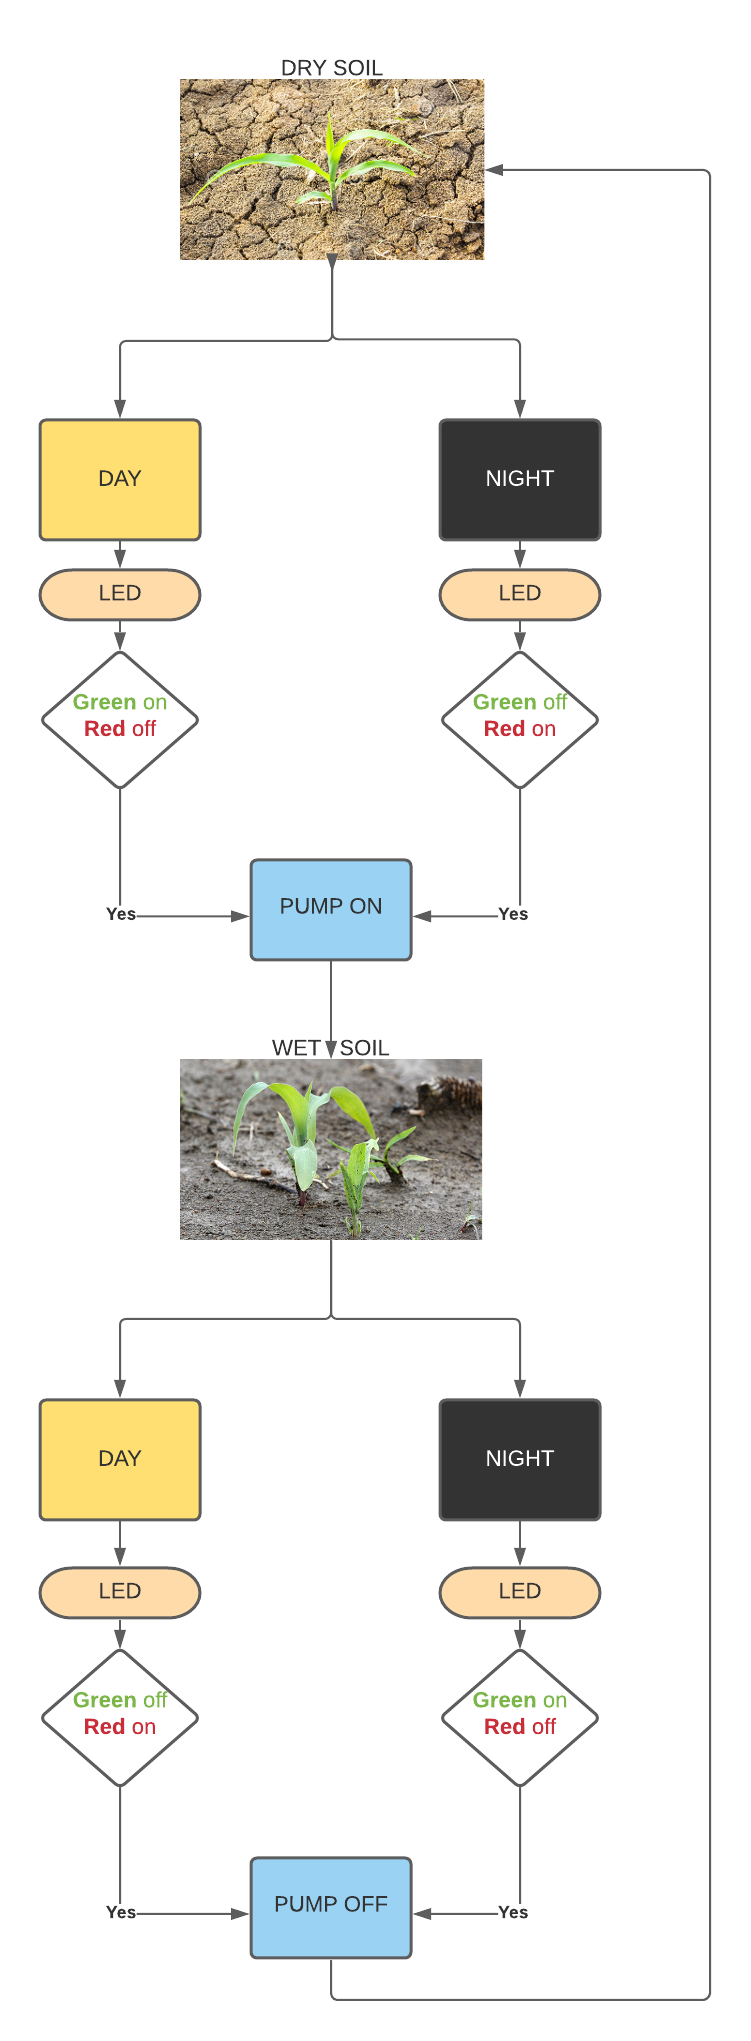 DRY SOIL
DAY
NIGHT
LED
LED
Green on
Red off
Green off
Red on
PUMP ON
Yes
Yes
WET SOIL
DAY
NIGHT
LED
LED
Green off
Red on
Green on
Red off
PUMP OFF
Yes
Yes